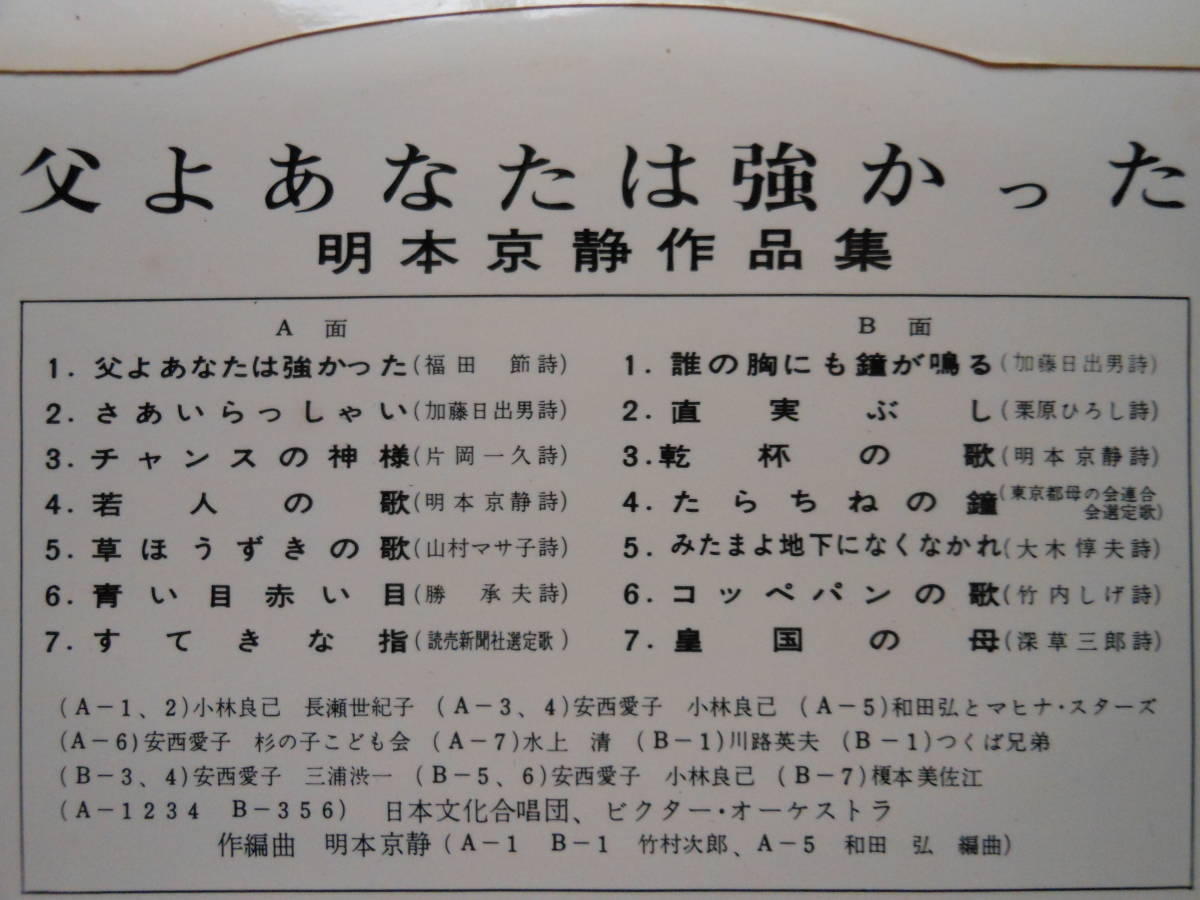 父よあなたは強かった
明本京静作品集
A 面
1. 父よあなたは強かった(福田 節詩)
2. さあいらっしゃい(加藤日出男詩)
3. チャンスの神様(片岡一久詩)
4. 若人の歌(明本京静詩)
5. 草ほうずきの歌(山村マサ子詩)
6. 青い目赤い目(勝 承夫詩)
7. すてきな指(読売新聞社選定歌)
B 面
1. 誰の胸にも鐘が鳴る(加藤日出男詩)
2. 直実ぶし(栗原ひろし詩)
3. 乾杯の歌(明本京静詩)
4. たらちねの鐘(東京都母の会連合
会選定歌)
5. みたまよ地下になくなかれ(大木惇夫詩)
6. コッペパンの歌(竹内しげ詩)
7. 皇国の母(深草三郎詩)
(A-1、2)小林良己 長瀬世紀子 (A-3、4)安西愛子 小林良己 (A-5)和田弘とマヒナ・スターズ
(A-6)安西愛子 杉の子こども会 (A-7)水上 清 (B-1)川路英夫 (B-1)つくば兄弟
(B-3、4)安西愛子 三浦渋一 (B-5、6)安西愛子 小林良己 (B-7)榎本美佐江
(A-1234 B-356) 日本文化合唱団、ビクター・オーケストラ
作編曲 明本京静(A-1 B-1 竹村次郎、A-5 和田 弘 編曲)